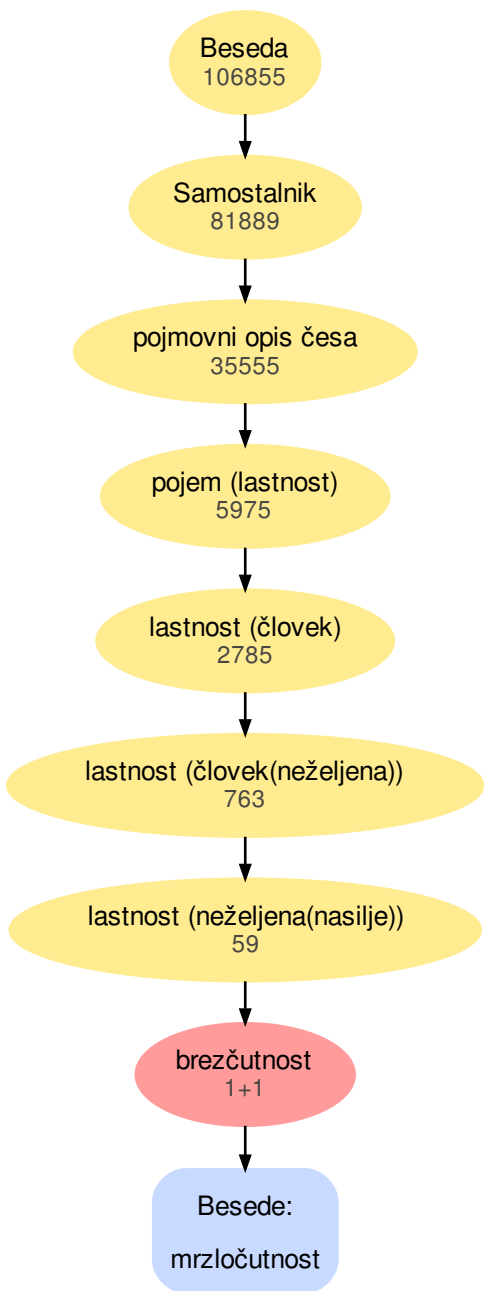 Beseda
106855
Samostalnik
81889
pojmovni opis česa
35555
pojem (lastnost)
5975
lastnost (človek)
2785
lastnost (človek(neželjena))
763
lastnost (neželjena(nasilje))
59
brezčutnost
1+1
Besede:
mrzločutnost